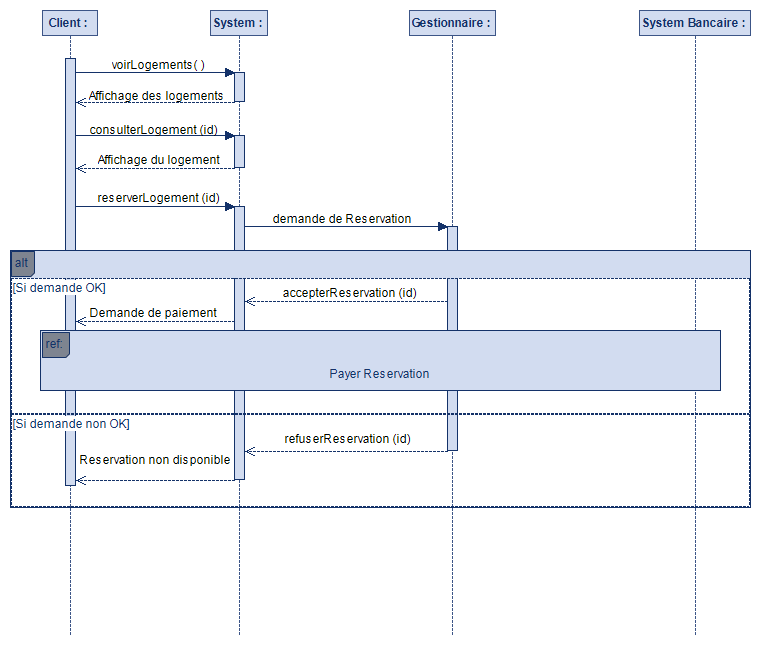 Client :
System :
Gestionnaire :
System Bancaire :
voirLogements( )
Affichage des logements
consulterLogement (id)
Affichage du logement
reserverLogement (id)
demande de Reservation
alt
[Si demande OK]
accepterReservation (id)
Demande de paiement
ref:
Payer Reservation
[Si demande non OK]
refuserReservation (id)
Reservation non disponible